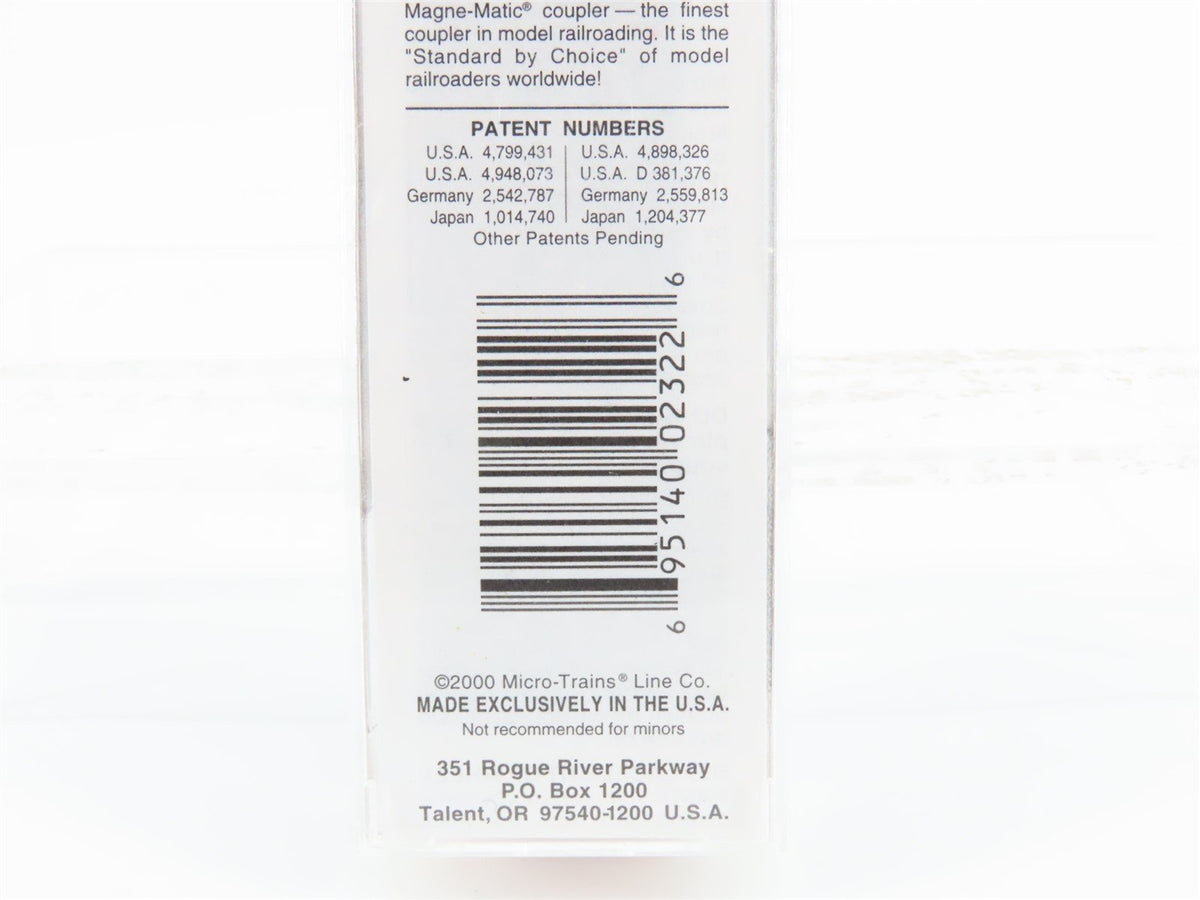 Magne-Matic® coupler — the finest
coupler in model railroading. It is the
"Standard by Choice" of model
railroaders worldwide!
PATENT NUMBERS
U.S.A. 4,799,431 | U.S.A. 4,898,326
U.S.A. 4,948,073 | U.S.A. D 381,376
Germany 2,542,787 | Germany 2,559,813
Japan 1,014,740 | Japan 1,204,377
Other Patents Pending
6 95140 02322 6
©2000 Micro-Trains® Line Co.
MADE EXCLUSIVELY IN THE U.S.A.
Not recommended for minors
351 Rogue River Parkway
P.O. Box 1200
Talent, OR 97540-1200 U.S.A.